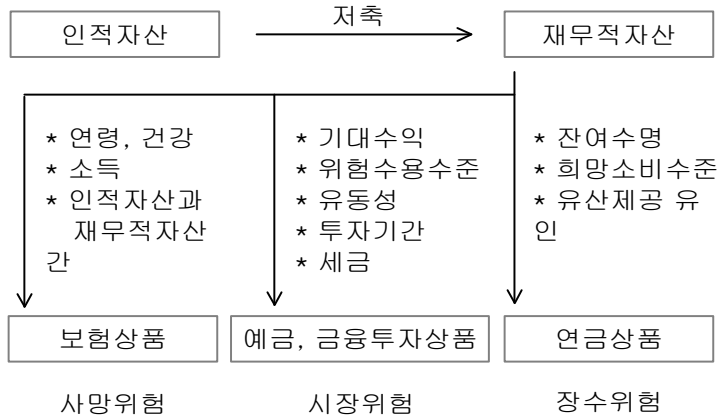 저축
인적자산
재무적자산
* 연령, 건강
* 소득
* 인적자산과
재무적자산
간
* 기대수익
* 위험수용수준
* 유동성
* 투자기간
* 세금
* 잔여수명
* 희망소비수준
* 유산제공 유
인
보험상품
예금, 금융투자상품
연금상품
사망위험
시장위험
장수위험